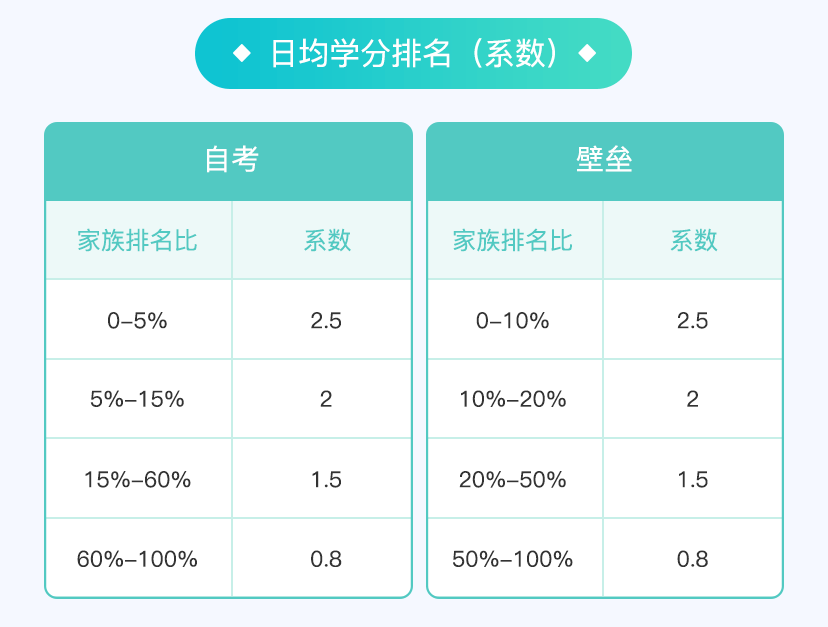 日均学分排名（系数）
自考
家族排名比 系数
0–5% 2.5
5%–15% 2
15%–60% 1.5
60%–100% 0.8
壁垒
家族排名比 系数
0–10% 2.5
10%–20% 2
20%–50% 1.5
50%–100% 0.8